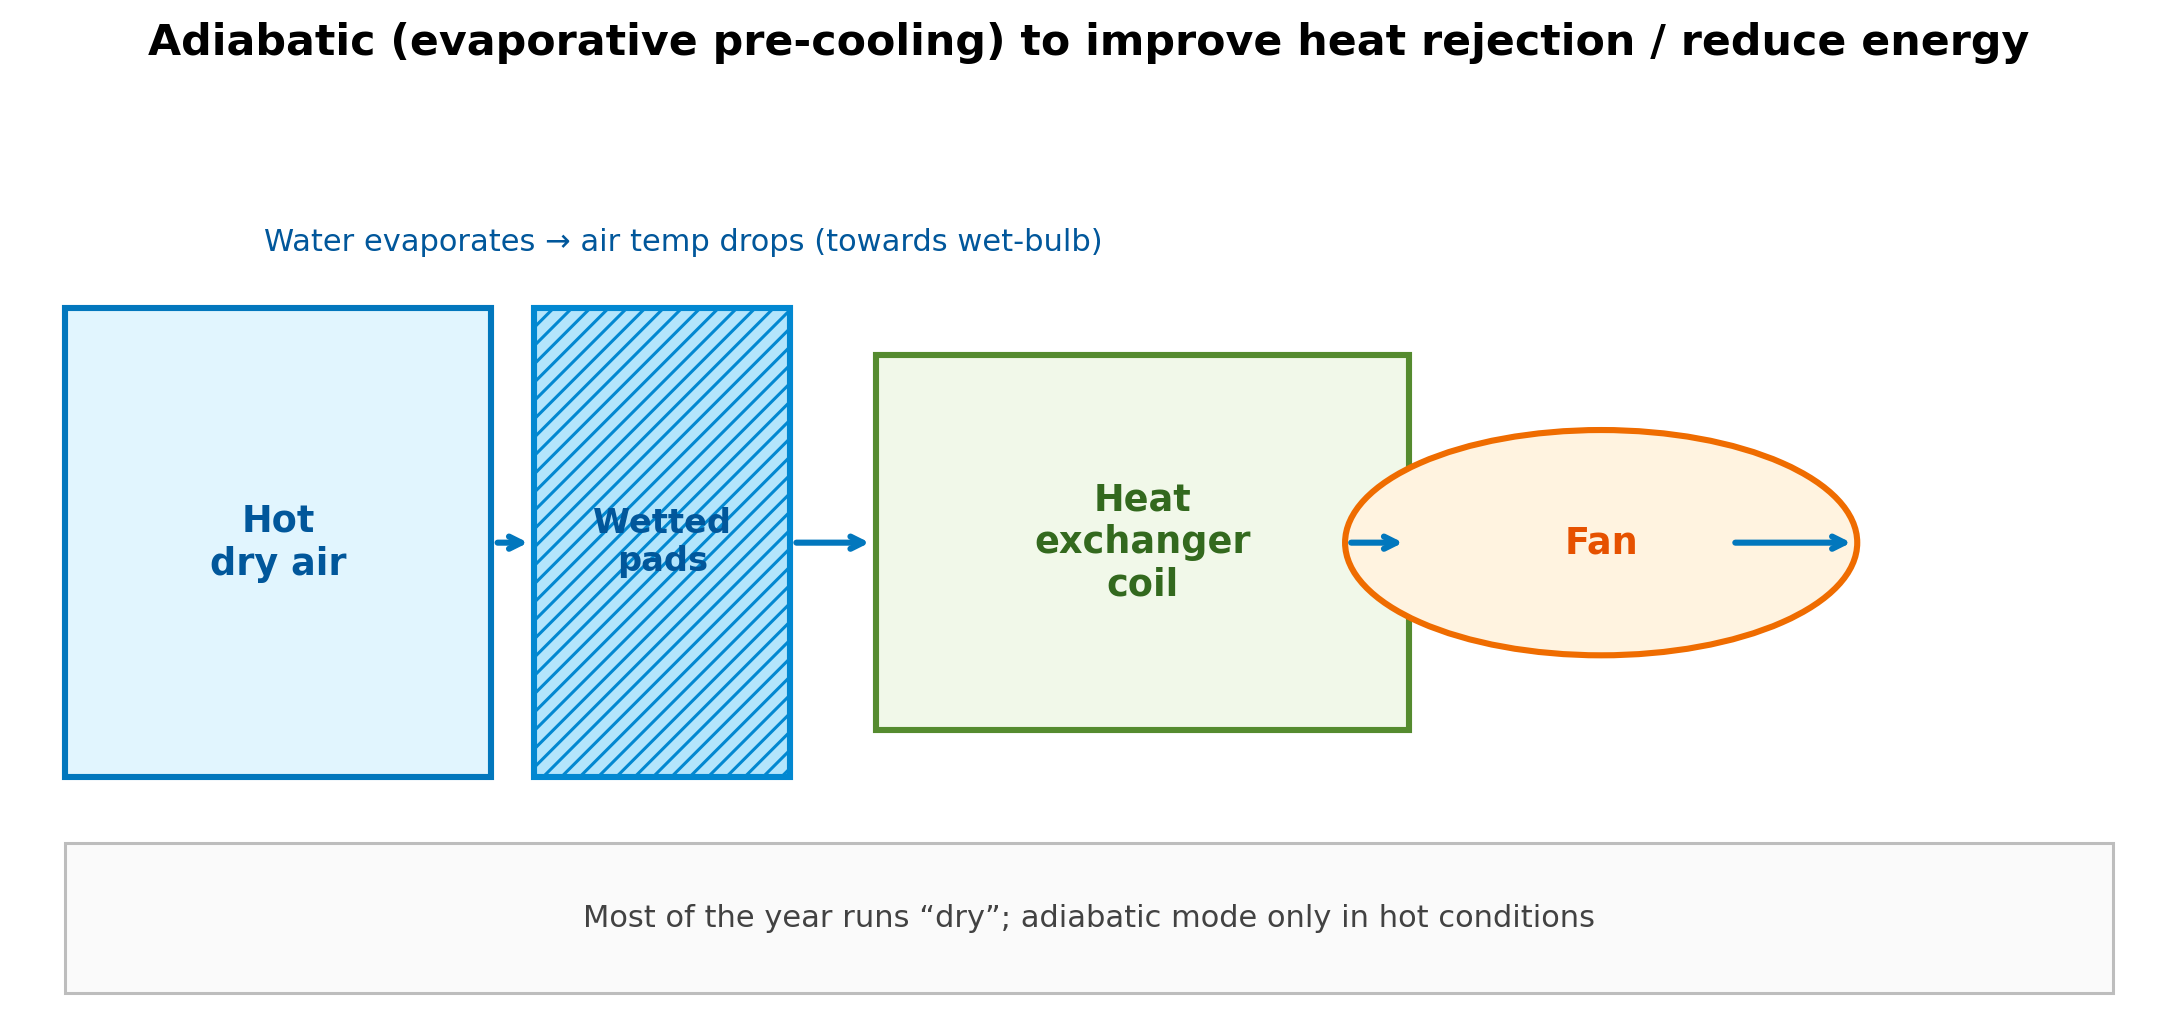 Adiabatic (evaporative pre-cooling) to improve heat rejection / reduce energy
Water evaporates → air temp drops (towards wet-bulb)
Hot
dry air
Wetted
pads
Heat
exchanger
coil
Fan
Most of the year runs “dry”; adiabatic mode only in hot conditions